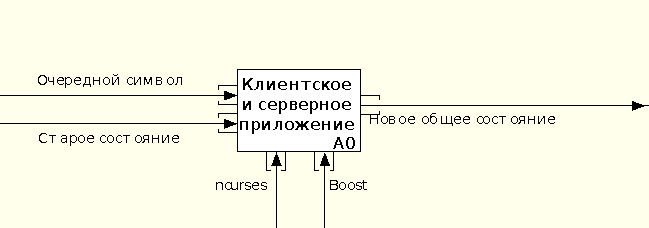 Очередной символ
Клиентское
и серверное
приложение
A0
Новое общее состояние
Старое состояние
ncurses
Boost